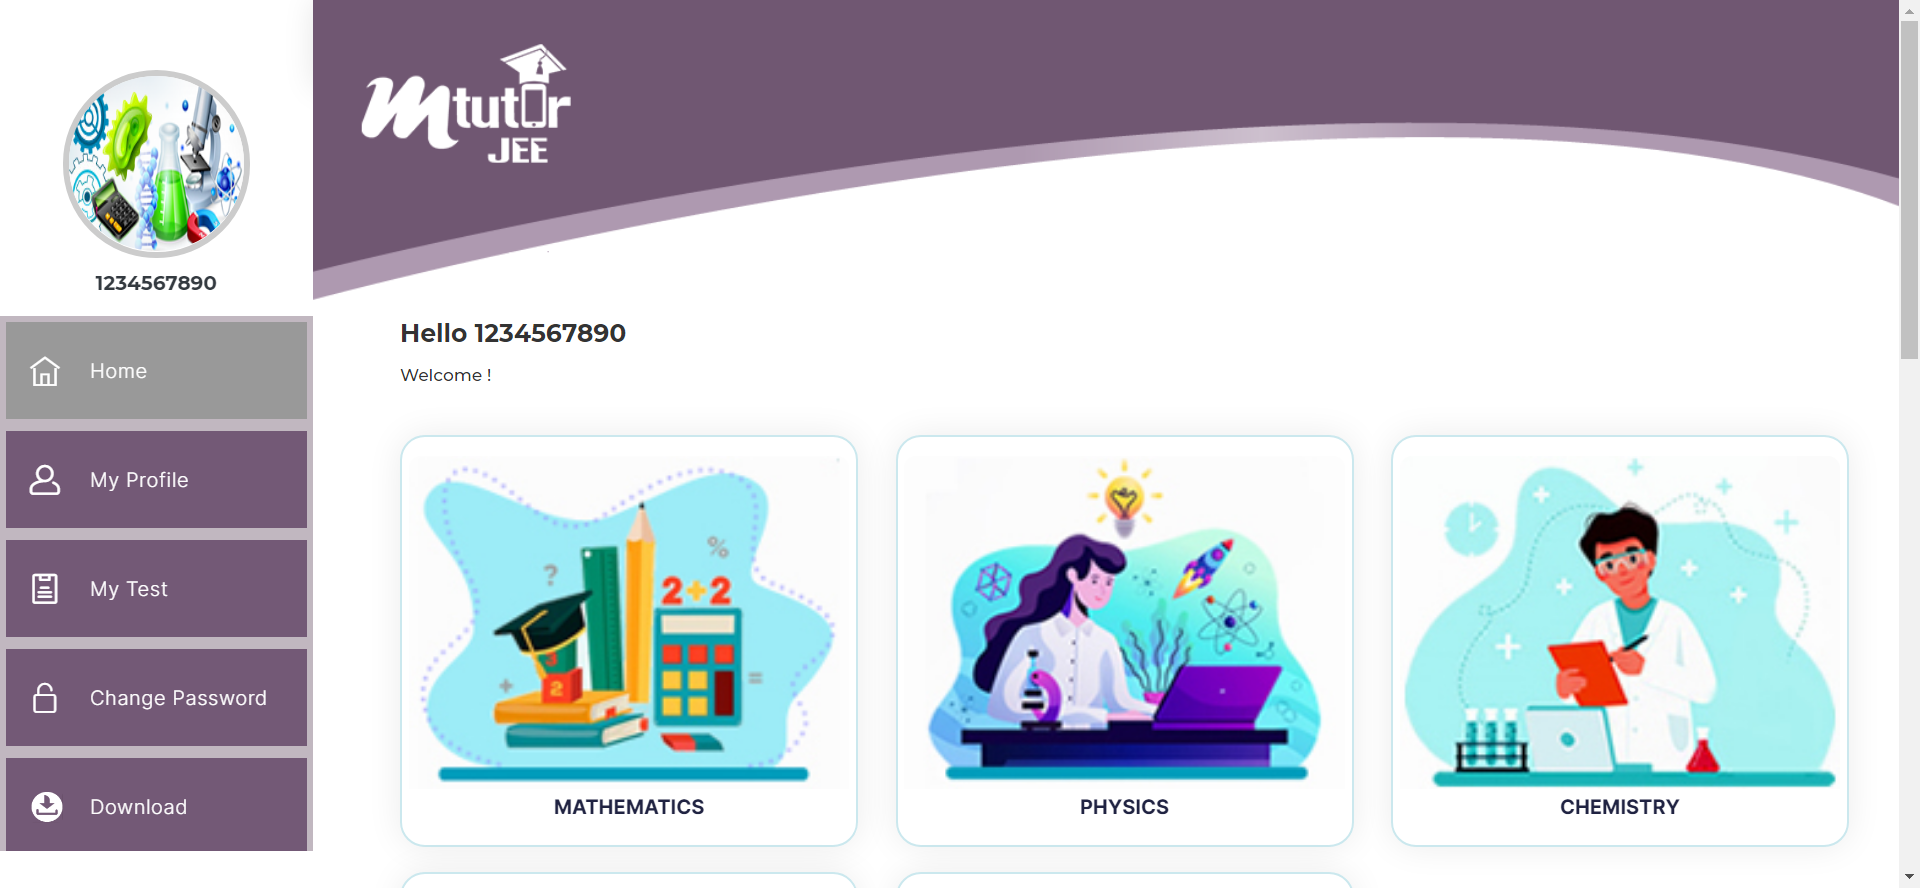 Mtutor
JEE
1234567890
Home
My Profile
My Test
Change Password
Download
Hello 1234567890
Welcome !
?
%
2+2
3
2
+
=
MATHEMATICS
PHYSICS
CHEMISTRY